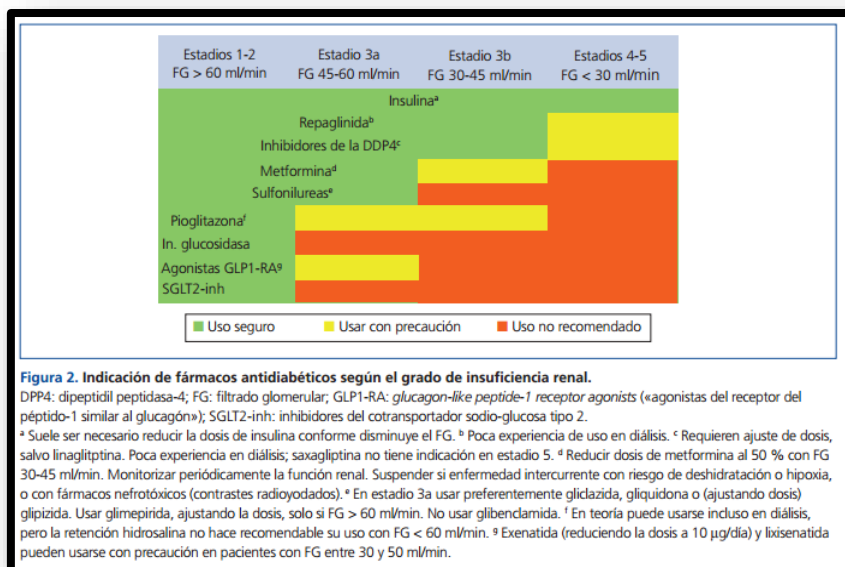 Estadios 1-2 Estadio 3a Estadio 3b Estadios 4-5
FG > 60 ml/min FG 45-60 ml/min FG 30-45 ml/min FG < 30 ml/min
Insulinaᵃ
Repaglinidaᵇ
Inhibidores de la DDP4ᶜ
Metforminaᵈ
Sulfonilureasᵉ
Pioglitazonaᶠ
In. glucosidasa
Agonistas GLP1-RAᵍ
SGLT2-inh
Uso seguro Usar con precaución Uso no recomendado
Figura 2. Indicación de fármacos antidiabéticos según el grado de insuficiencia renal.
DPP4: dipeptidil peptidasa-4; FG: filtrado glomerular; GLP1-RA: glucagon-like peptide-1 receptor agonists («agonistas del receptor del
péptido-1 similar al glucagón»); SGLT2-inh: inhibidores del cotransportador sodio-glucosa tipo 2.
ᵃ Suele ser necesario reducir la dosis de insulina conforme disminuye el FG. ᵇ Poca experiencia de uso en diálisis. ᶜ Requieren ajuste de dosis,
salvo linaglitptina. Poca experiencia en diálisis; saxagliptina no tiene indicación en estadio 5. ᵈ Reducir dosis de metformina al 50 % con FG
30-45 ml/min. Monitorizar periódicamente la función renal. Suspender si enfermedad intercurrente con riesgo de deshidratación o hipoxia,
o con fármacos nefrotóxicos (contrastes radioyodados). ᵉ En estadio 3a usar preferentemente gliclazida, gliquidona o (ajustando dosis)
glipizida. Usar glimepirida, ajustando la dosis, solo si FG > 60 ml/min. No usar glibenclamida. ᶠ En teoría puede usarse incluso en diálisis,
pero la retención hidrosalina no hace recomendable su uso con FG < 60 ml/min. ᵍ Exenatida (reduciendo la dosis a 10 µg/día) y lixisenatida
pueden usarse con precaución en pacientes con FG entre 30 y 50 ml/min.